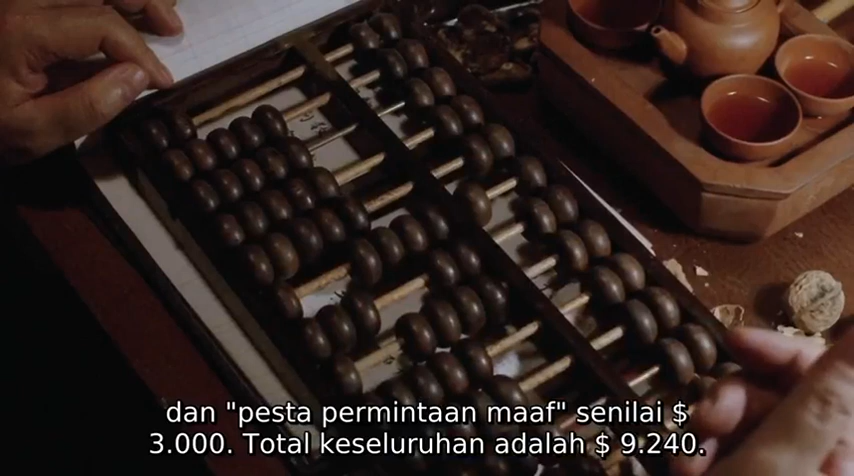 dan "pesta permintaan maaf" senilai $
3.000. Total keseluruhan adalah $ 9.240.